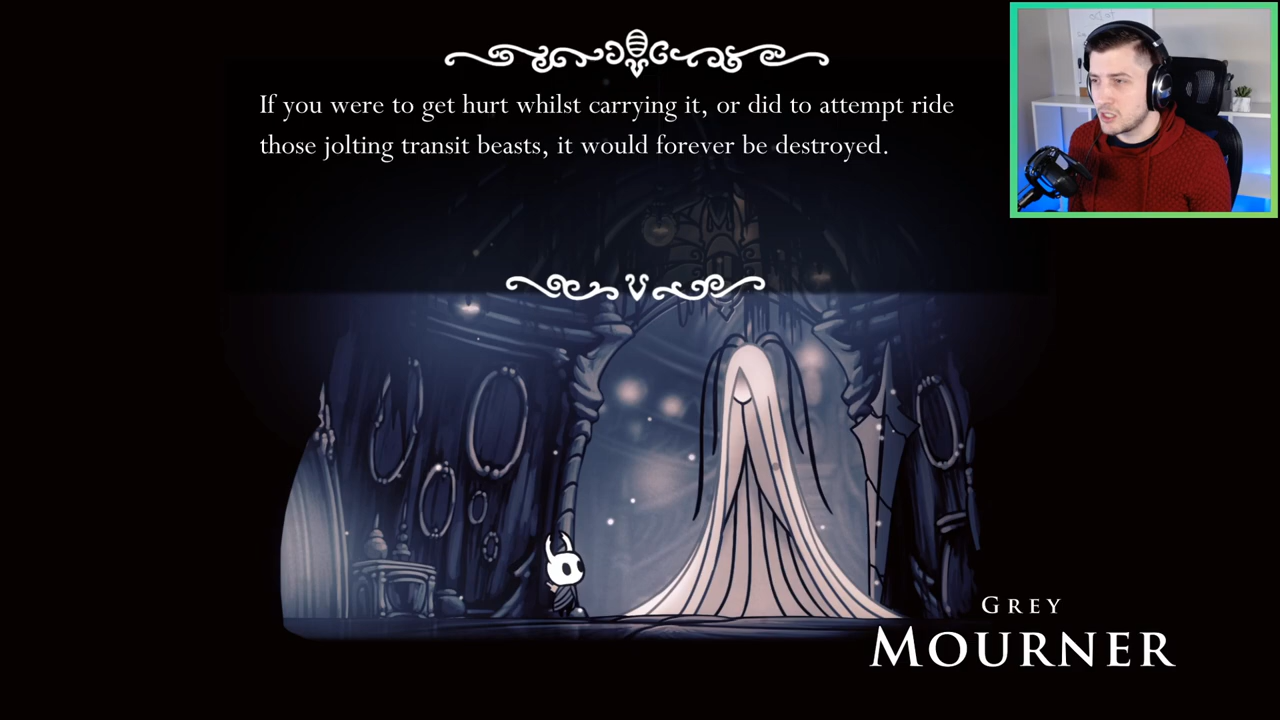 If you were to get hurt whilst carrying it, or did to attempt ride
those jolting transit beasts, it would forever be destroyed.
GREY
MOURNER